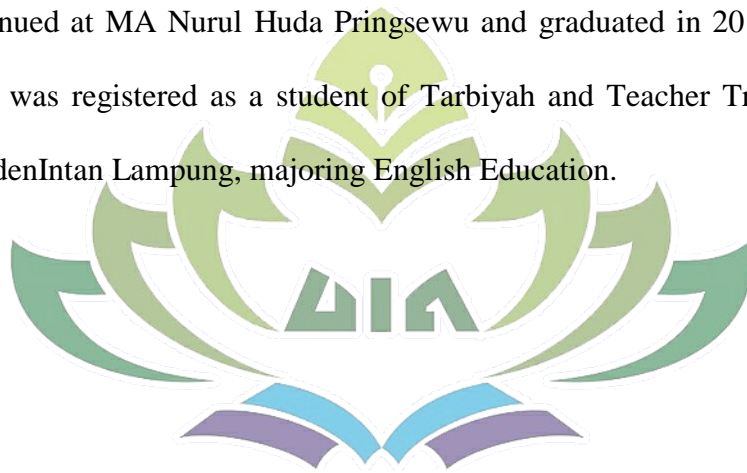 nued at MA Nurul Huda Pringsewu and graduated in 20
was registered as a student of Tarbiyah and Teacher Tr
denIntan Lampung, majoring English Education.
UIN